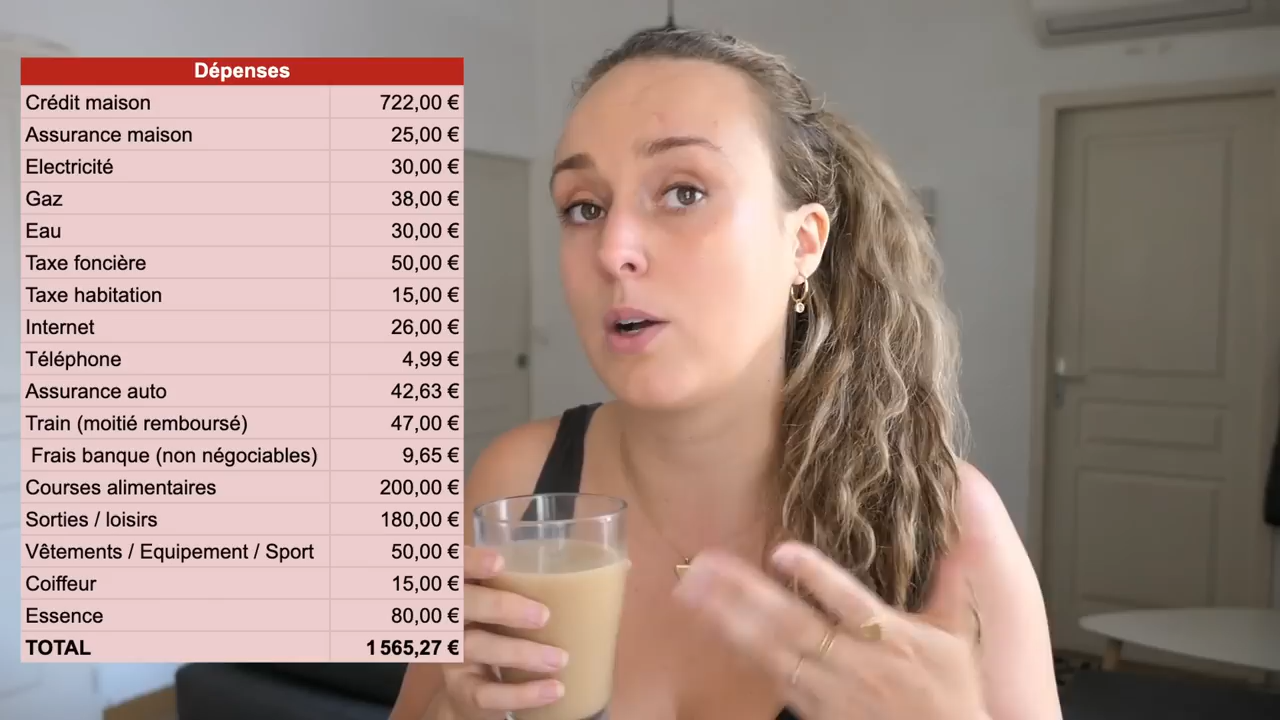 Dépenses
Crédit maison 722,00 €
Assurance maison 25,00 €
Electricité 30,00 €
Gaz 38,00 €
Eau 30,00 €
Taxe foncière 50,00 €
Taxe habitation 15,00 €
Internet 26,00 €
Téléphone 4,99 €
Assurance auto 42,63 €
Train (moitié remboursé) 47,00 €
Frais banque (non négociables) 9,65 €
Courses alimentaires 200,00 €
Sorties / loisirs 180,00 €
Vêtements / Equipement / Sport 50,00 €
Coiffeur 15,00 €
Essence 80,00 €
TOTAL 1 565,27 €